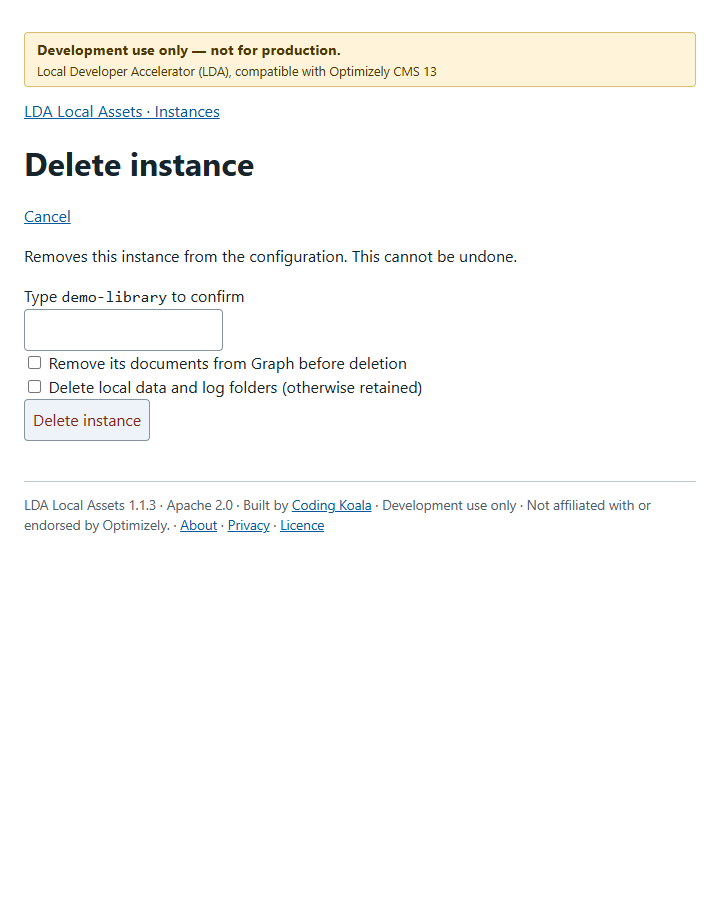 Development use only — not for production.
Local Developer Accelerator (LDA), compatible with Optimizely CMS 13
LDA Local Assets · Instances
Delete instance
Cancel
Removes this instance from the configuration. This cannot be undone.
Type demo-library to confirm
Remove its documents from Graph before deletion
Delete local data and log folders (otherwise retained)
Delete instance
LDA Local Assets 1.1.3 · Apache 2.0 · Built by Coding Koala · Development use only · Not affiliated with or
endorsed by Optimizely. · About · Privacy · Licence